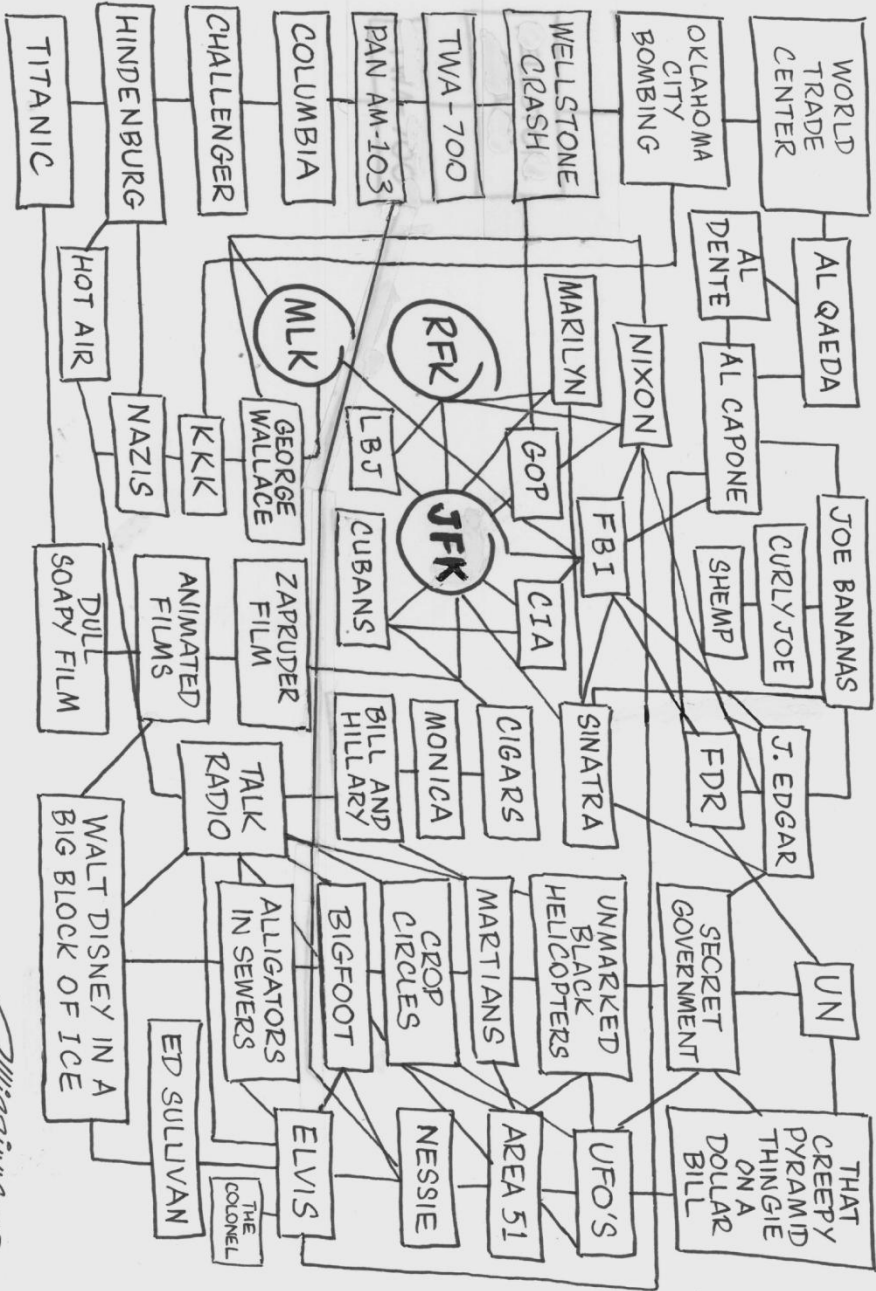 WORLD
TRADE
CENTER
AL QAEDA
JOE BANANAS
J. EDGAR
UN
THAT
CREEPY
PYRAMID
THINGIE
ON A
DOLLAR
BILL
OKLAHOMA
CITY
BOMBING
AL
DENTE
AL CAPONE
CURLY JOE
SHEMP
FDR
SECRET
GOVERNMENT
WELLSTONE
CRASH
NIXON
FBI
SINATRA
UNMARKED
BLACK
HELICOPTERS
UFO'S
MARILYN
GOP
CIA
TWA-700
RFK
JFK
CIGARS
MARTIANS
AREA 51
PAN AM-103
LBJ
CUBANS
MONICA
CROP
CIRCLES
NESSIE
COLUMBIA
MLK
GEORGE
WALLACE
ZAPRUDER
FILM
BILL AND
HILLARY
BIGFOOT
ELVIS
CHALLENGER
KKK
ANIMATED
FILMS
TALK
RADIO
ALLIGATORS
IN SEWERS
THE
COLONEL
HINDENBURG
HOT AIR
NAZIS
ED SULLIVAN
TITANIC
DULL
SOAPY FILM
WALT DISNEY IN A
BIG BLOCK OF ICE